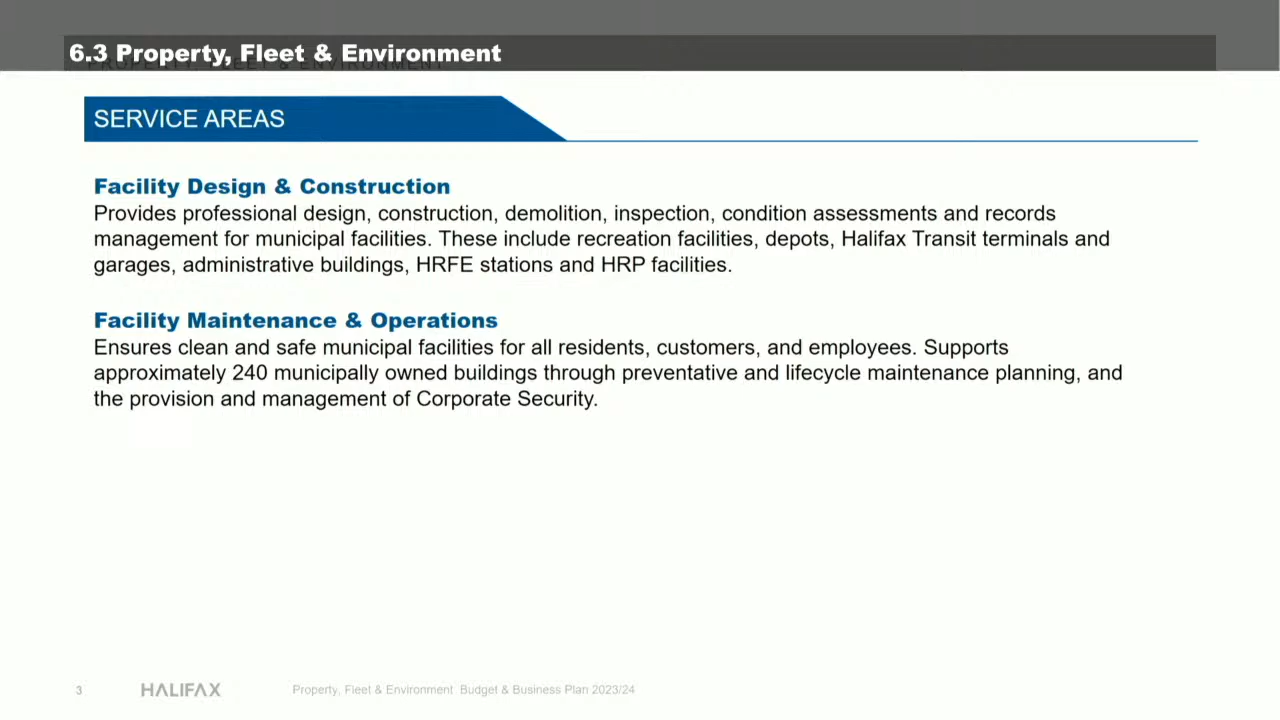 6.3 Property, Fleet & Environment
PROPERTY, FLEET & ENVIRONMENT
SERVICE AREAS
Facility Design & Construction
Provides professional design, construction, demolition, inspection, condition assessments and records
management for municipal facilities. These include recreation facilities, depots, Halifax Transit terminals and
garages, administrative buildings, HRFE stations and HRP facilities.
Facility Maintenance & Operations
Ensures clean and safe municipal facilities for all residents, customers, and employees. Supports
approximately 240 municipally owned buildings through preventative and lifecycle maintenance planning, and
the provision and management of Corporate Security.
3 HALIFAX Property, Fleet & Environment Budget & Business Plan 2023/24